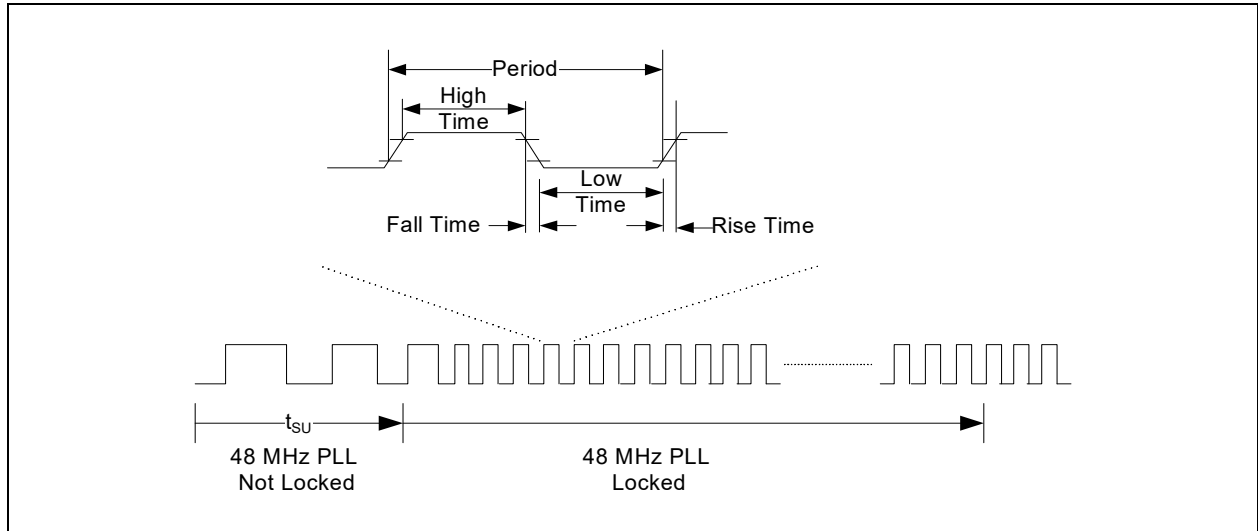 Period
High
Time
Low
Time
Fall Time
Rise Time
tSU
48 MHz PLL
Not Locked
48 MHz PLL
Locked